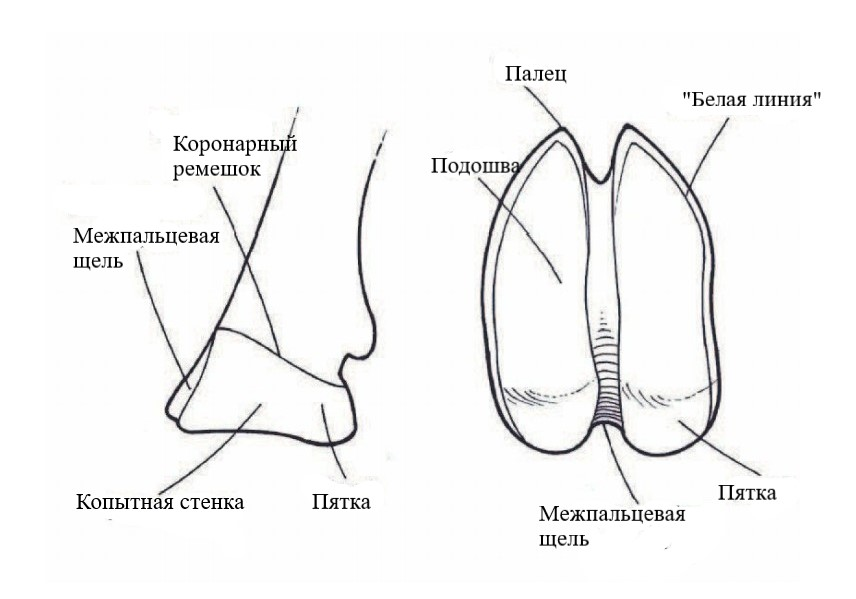 Палец
"Белая линия"
Коронарный
ремешок
Подошва
Межпальцевая
щель
Копытная стенка
Пятка
Пятка
Межпальцевая
щель